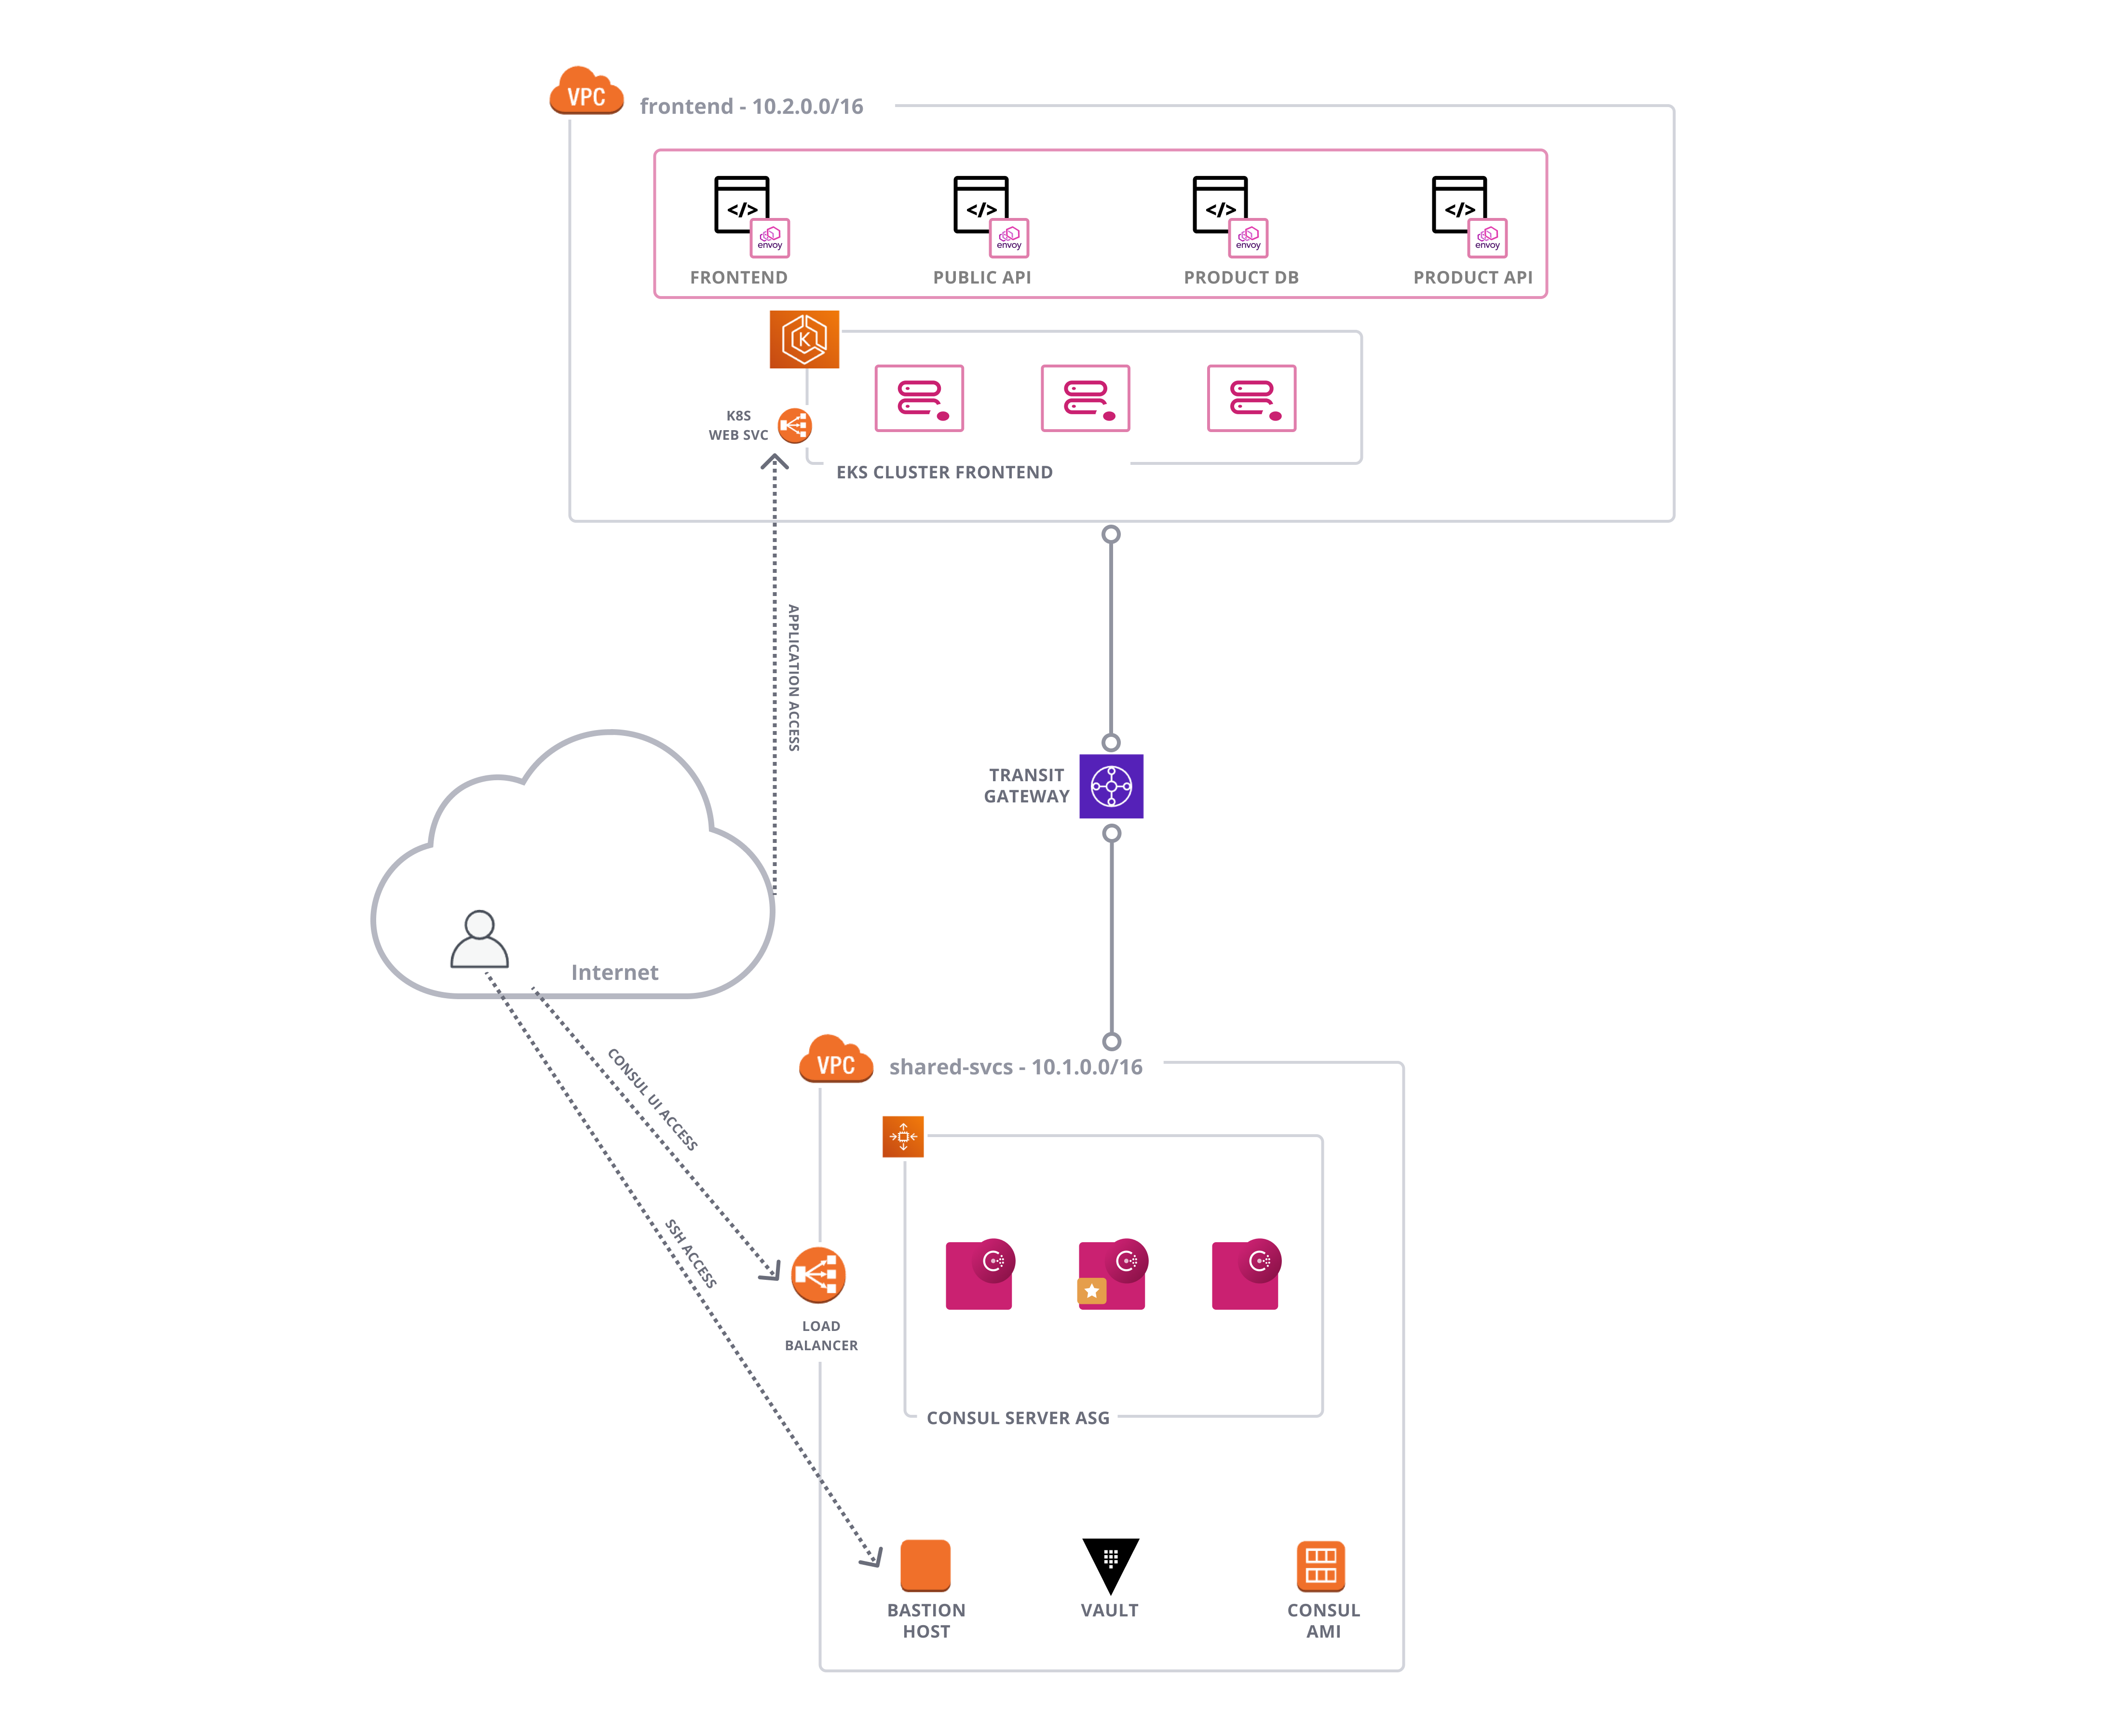 VPC
frontend - 10.2.0.0/16
</>
</>
</>
</>
envoy
envoy
envoy
envoy
FRONTEND
PUBLIC API
PRODUCT DB
PRODUCT API
K
K8S
WEB SVC
EKS CLUSTER FRONTEND
APPLICATION ACCESS
TRANSIT
GATEWAY
Internet
CONSUL UI ACCESS
SSH ACCESS
VPC
shared-svcs - 10.1.0.0/16
LOAD
BALANCER
CONSUL SERVER ASG
BASTION
HOST
VAULT
CONSUL
AMI